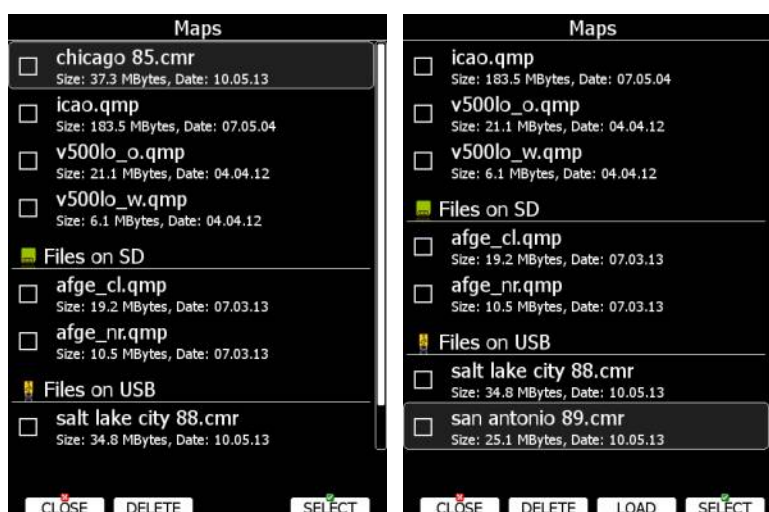 Maps
chicago 85.cmr
Size: 37.3 MBytes, Date: 10.05.13
icao.qmp
Size: 183.5 MBytes, Date: 07.05.04
v500lo_o.qmp
Size: 21.1 MBytes, Date: 04.04.12
v500lo_w.qmp
Size: 6.1 MBytes, Date: 04.04.12
Files on SD
afge_cl.qmp
Size: 19.2 MBytes, Date: 07.03.13
afge_nr.qmp
Size: 10.5 MBytes, Date: 07.03.13
Files on USB
salt lake city 88.cmr
Size: 34.8 MBytes, Date: 10.05.13
CLOSE DELETE SELECT
Maps
icao.qmp
Size: 183.5 MBytes, Date: 07.05.04
v500lo_o.qmp
Size: 21.1 MBytes, Date: 04.04.12
v500lo_w.qmp
Size: 6.1 MBytes, Date: 04.04.12
Files on SD
afge_cl.qmp
Size: 19.2 MBytes, Date: 07.03.13
afge_nr.qmp
Size: 10.5 MBytes, Date: 07.03.13
Files on USB
salt lake city 88.cmr
Size: 34.8 MBytes, Date: 10.05.13
san antonio 89.cmr
Size: 25.1 MBytes, Date: 10.05.13
CLOSE DELETE LOAD SELECT